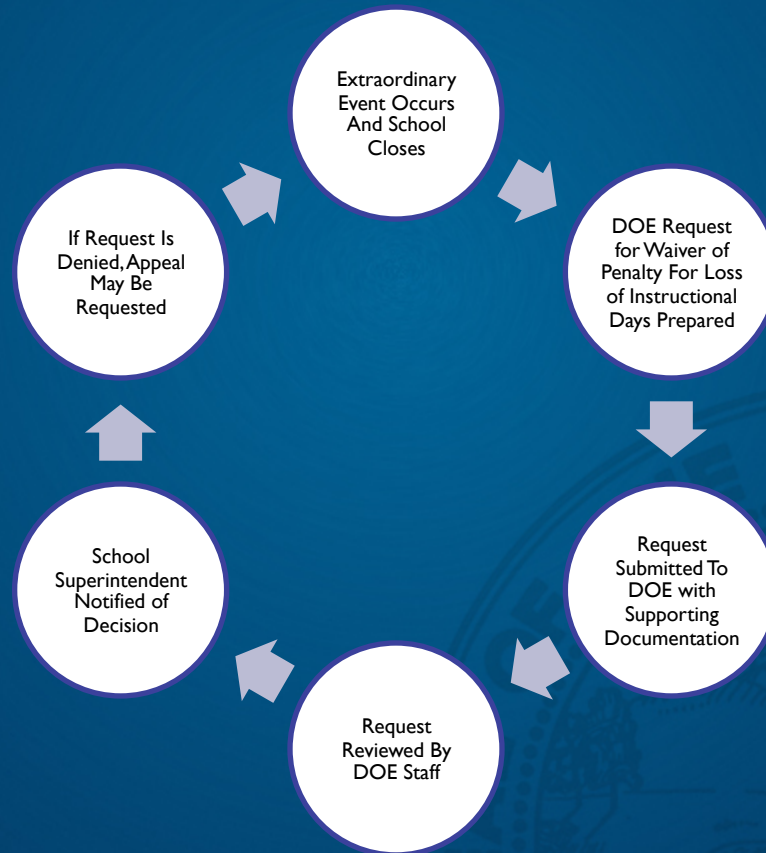 Extraordinary
Event Occurs
And School
Closes
DOE Request
for Waiver of
Penalty For Loss
of Instructional
Days Prepared
Request
Submitted To
DOE with
Supporting
Documentation
Request
Reviewed By
DOE Staff
School
Superintendent
Notified of
Decision
If Request Is
Denied, Appeal
May Be
Requested